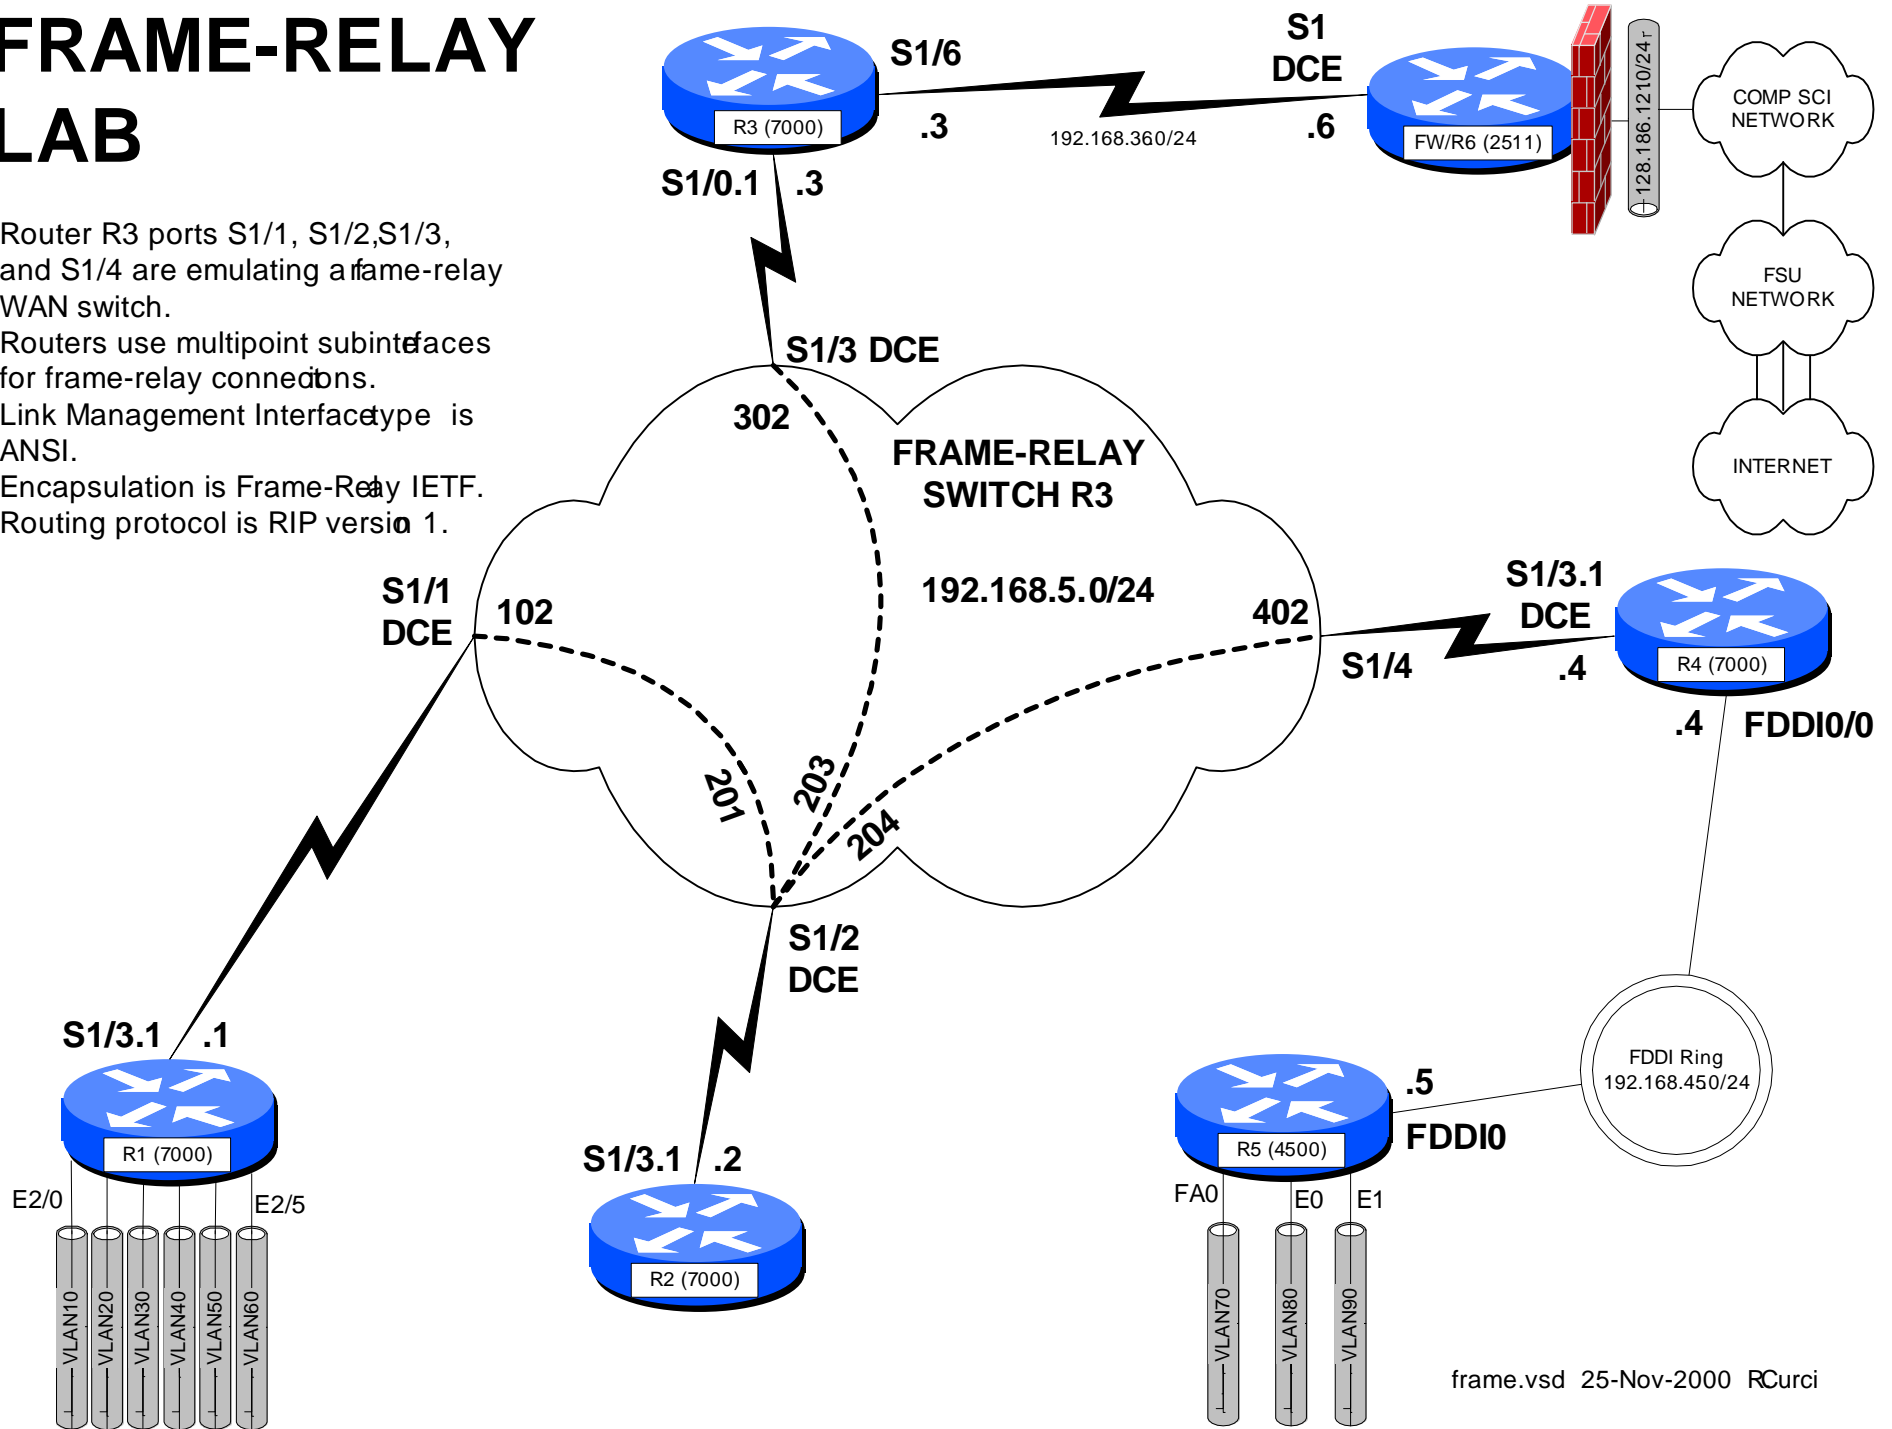 FRAME-RELAY
LAB
Router R3 ports S1/1, S1/2,S1/3,
and S1/4 are emulating a frame-relay
WAN switch.
Routers use multipoint subinterfaces
for frame-relay connections.
Link Management Interface type is
ANSI.
Encapsulation is Frame-Relay IETF.
Routing protocol is RIP version 1.
R3 (7000)
S1/6
.3
S1/0.1
.3
192.168.36.0/24
S1
DCE
.6
FW/R6 (2511)
128.186.121.0/24
COMP SCI
NETWORK
FSU
NETWORK
INTERNET
S1/3 DCE
302
FRAME-RELAY
SWITCH R3
192.168.5.0/24
S1/1
DCE
102
402
S1/4
S1/3.1
DCE
.4
R4 (7000)
.4
FDDI0/0
201
203
204
S1/2
DCE
S1/3.1
.1
R1 (7000)
E2/0
E2/5
VLAN10
VLAN20
VLAN30
VLAN40
VLAN50
VLAN60
S1/3.1
.2
R2 (7000)
FDDI Ring
192.168.45.0/24
.5
FDDI0
R5 (4500)
FA0
E0
E1
VLAN70
VLAN80
VLAN90
frame.vsd 25-Nov-2000 RCurci